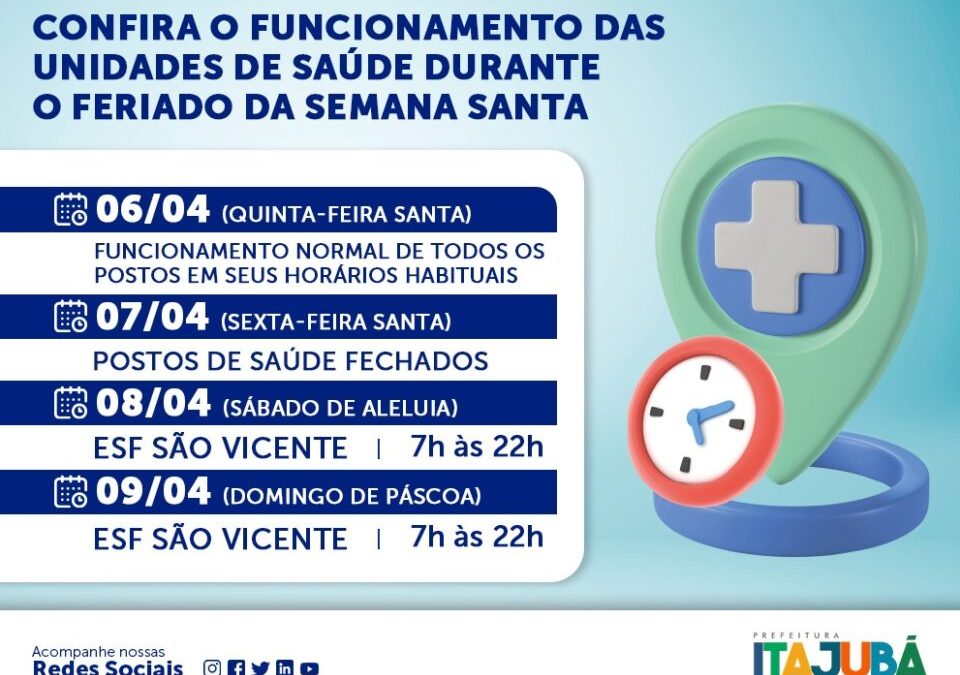 CONFIRA O FUNCIONAMENTO DAS
UNIDADES DE SAÚDE DURANTE
O FERIADO DA SEMANA SANTA
06/04 (QUINTA-FEIRA SANTA)
FUNCIONAMENTO NORMAL DE TODOS OS
POSTOS EM SEUS HORÁRIOS HABITUAIS
07/04 (SEXTA-FEIRA SANTA)
POSTOS DE SAÚDE FECHADOS
08/04 (SÁBADO DE ALELUIA)
ESF SÃO VICENTE | 7h às 22h
09/04 (DOMINGO DE PÁSCOA)
ESF SÃO VICENTE | 7h às 22h
Acompanhe nossas
Redes Sociais
PREFEITURA
ITAJUBÁ